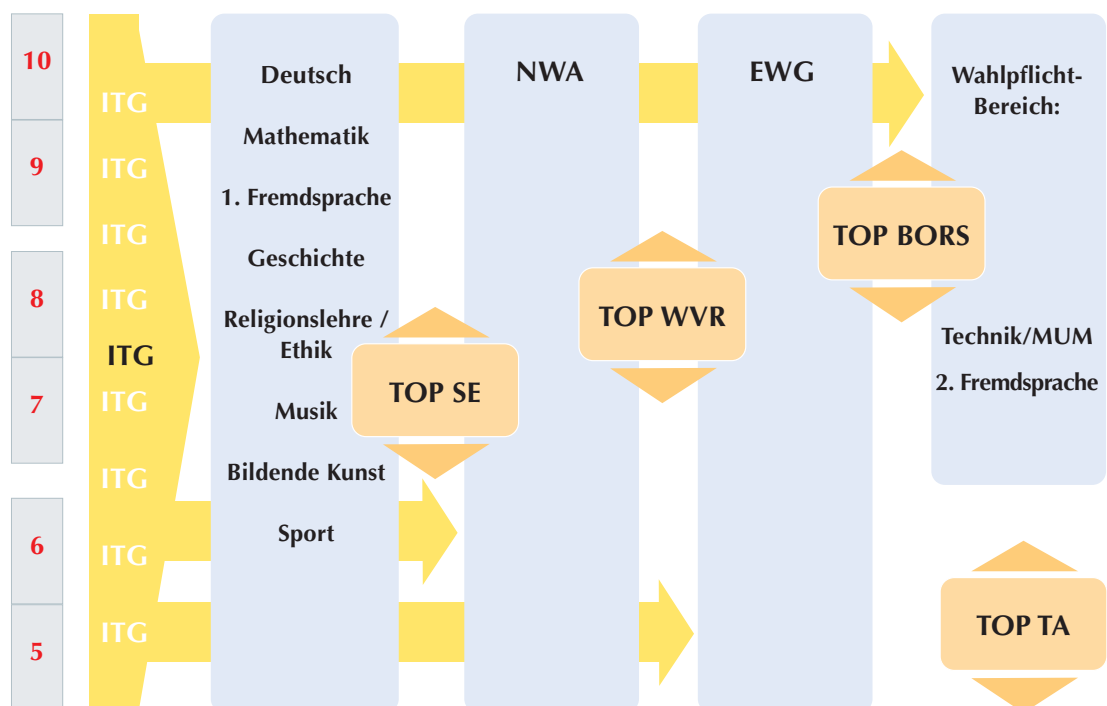 10
9
8
7
6
5
ITG
ITG
ITG
ITG
ITG
ITG
ITG
ITG
ITG
Deutsch
Mathematik
1. Fremdsprache
Geschichte
Religionslehre /
Ethik
Musik
Bildende Kunst
Sport
TOP SE
NWA
TOP WVR
EWG
TOP BORS
Wahlpflicht-
Bereich:
Technik/MUM
2. Fremdsprache
TOP TA